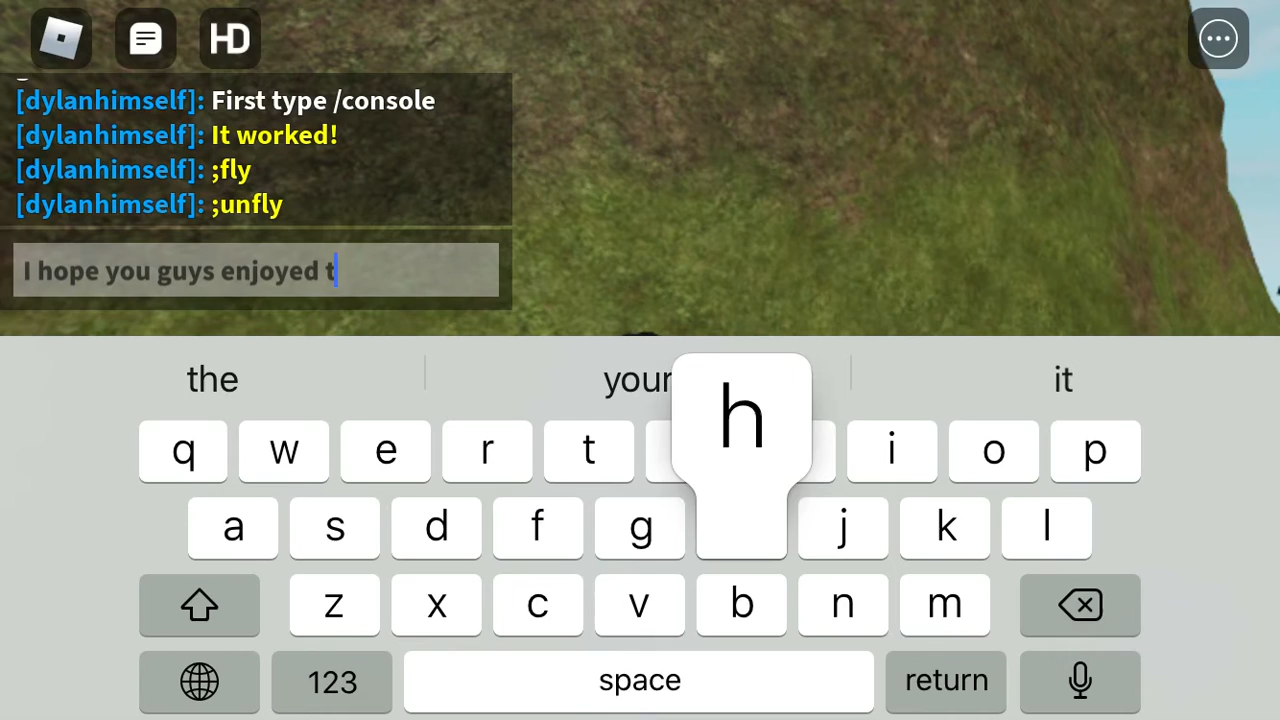 HD
[dylanhimself]: First type /console
[dylanhimself]: It worked!
[dylanhimself]: ;fly
[dylanhimself]: ;unfly
I hope you guys enjoyed t
the your it
h
q w e r t i o p
a s d f g j k l
z x c v b n m
123 space return